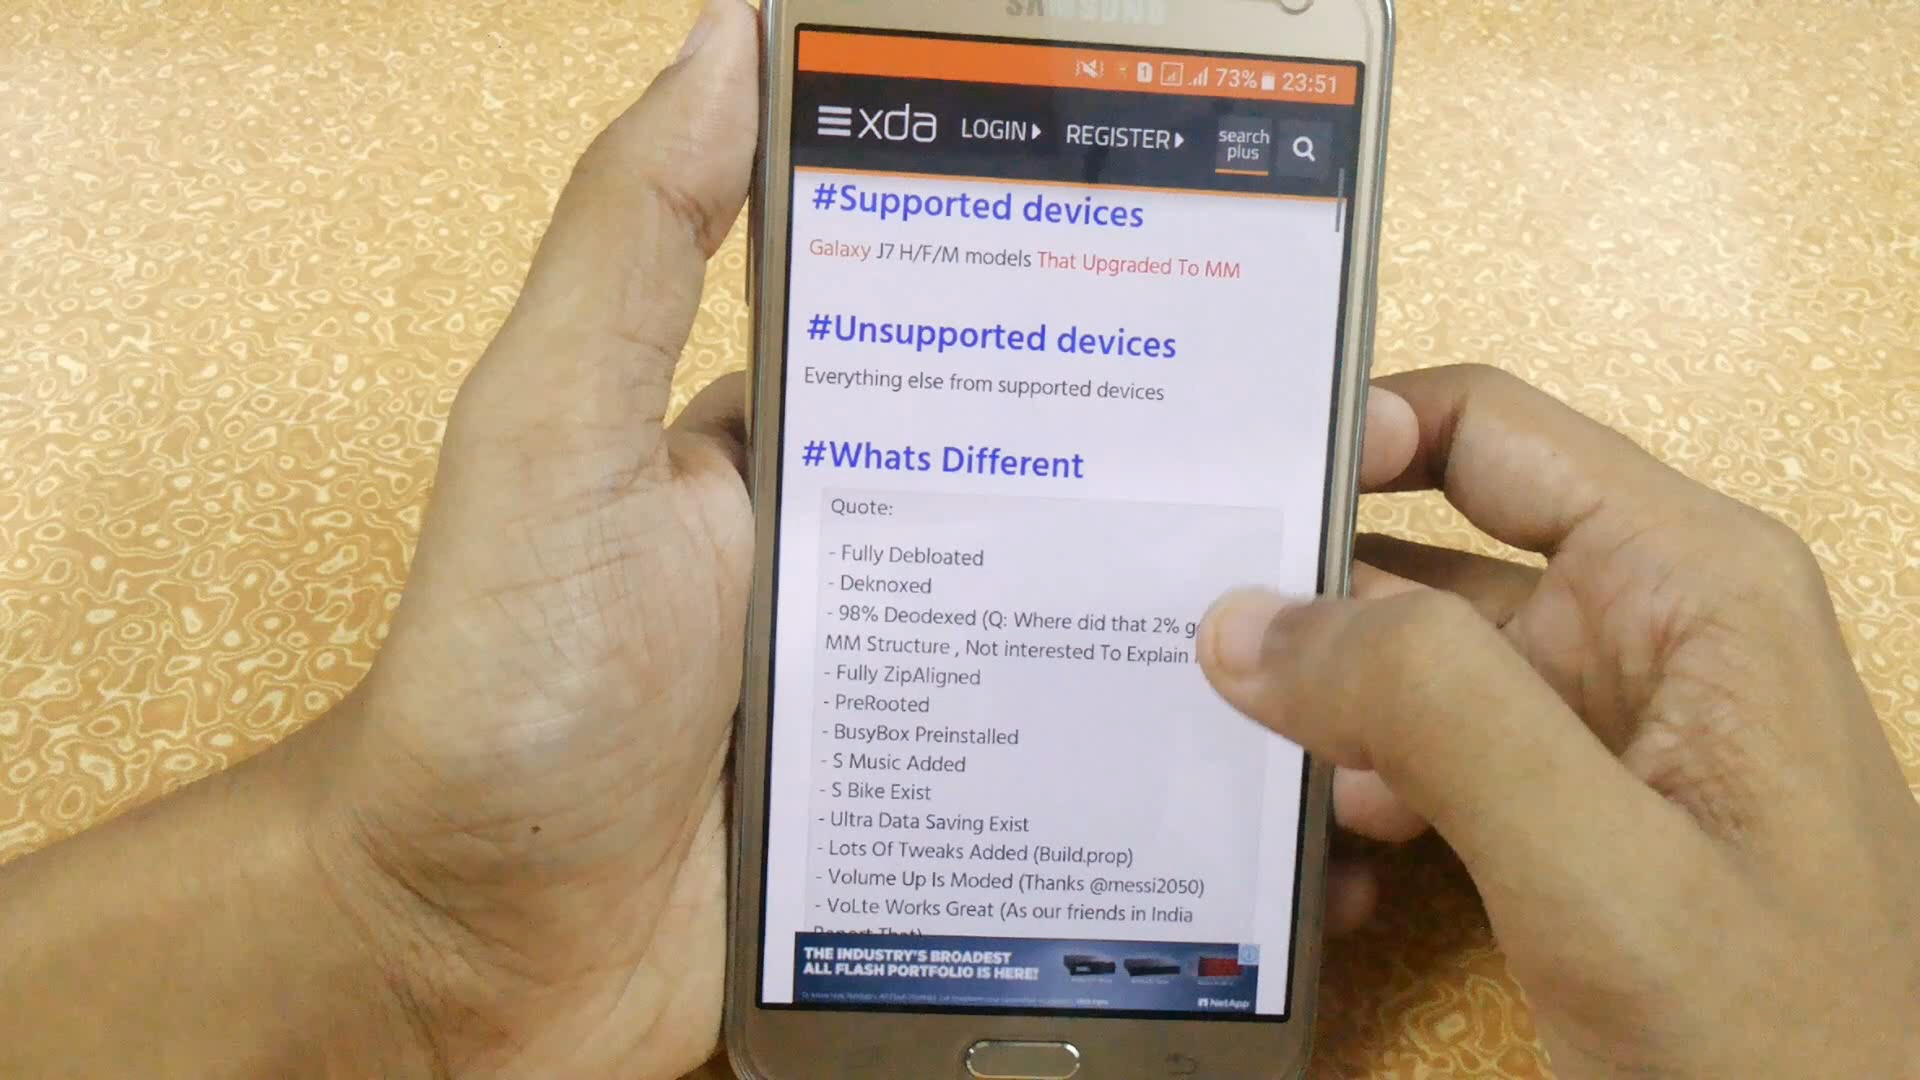 SAMSUNG
1
73% 23:51
xda LOGIN REGISTER search plus
#Supported devices
Galaxy J7 H/F/M models That Upgraded To MM
#Unsupported devices
Everything else from supported devices
#Whats Different
Quote:
- Fully Debloated
- Deknoxed
- 98% Deodexed (Q: Where did that 2% g
MM Structure , Not interested To Explain
- Fully ZipAligned
- PreRooted
- BusyBox Preinstalled
- S Music Added
- S Bike Exist
- Ultra Data Saving Exist
- Lots Of Tweaks Added (Build.prop)
- Volume Up Is Moded (Thanks @messi2050)
- VoLte Works Great (As our friends in India
Report That)
THE INDUSTRY'S BROADEST
ALL FLASH PORTFOLIO IS HERE!
NetApp